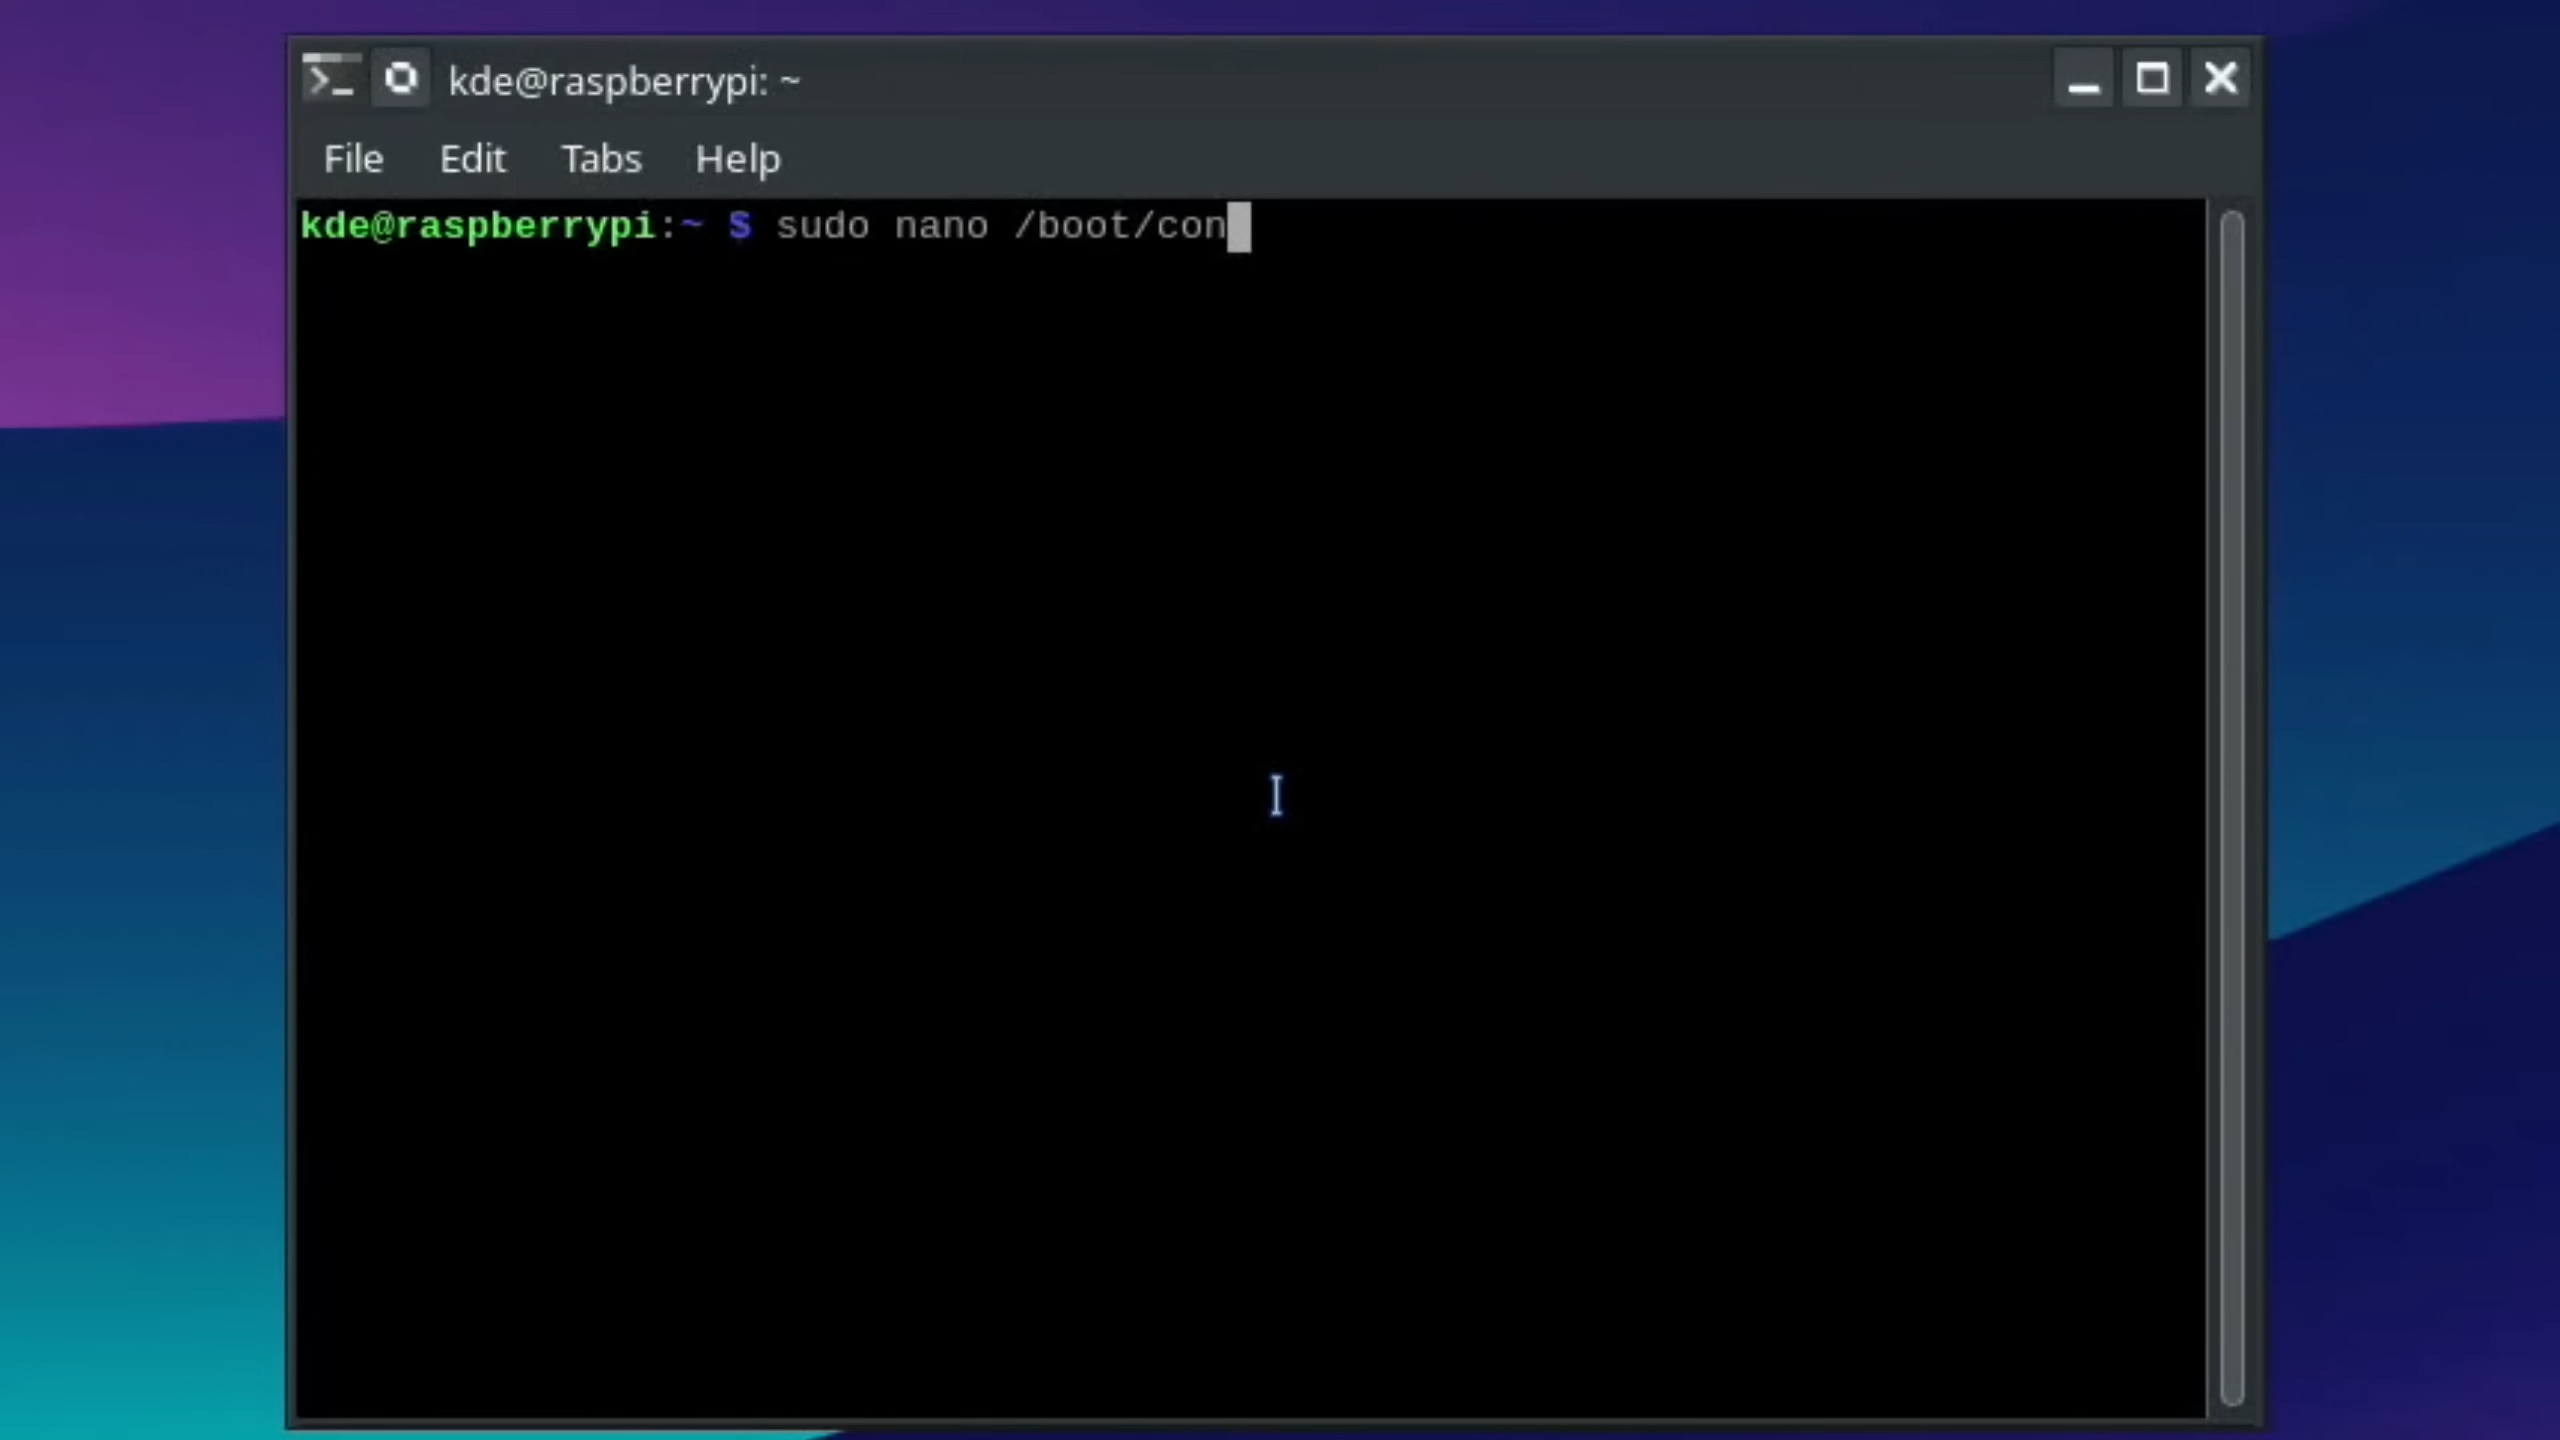 kde@raspberrypi: ~
File Edit Tabs Help
kde@raspberrypi:~ $ sudo nano /boot/con